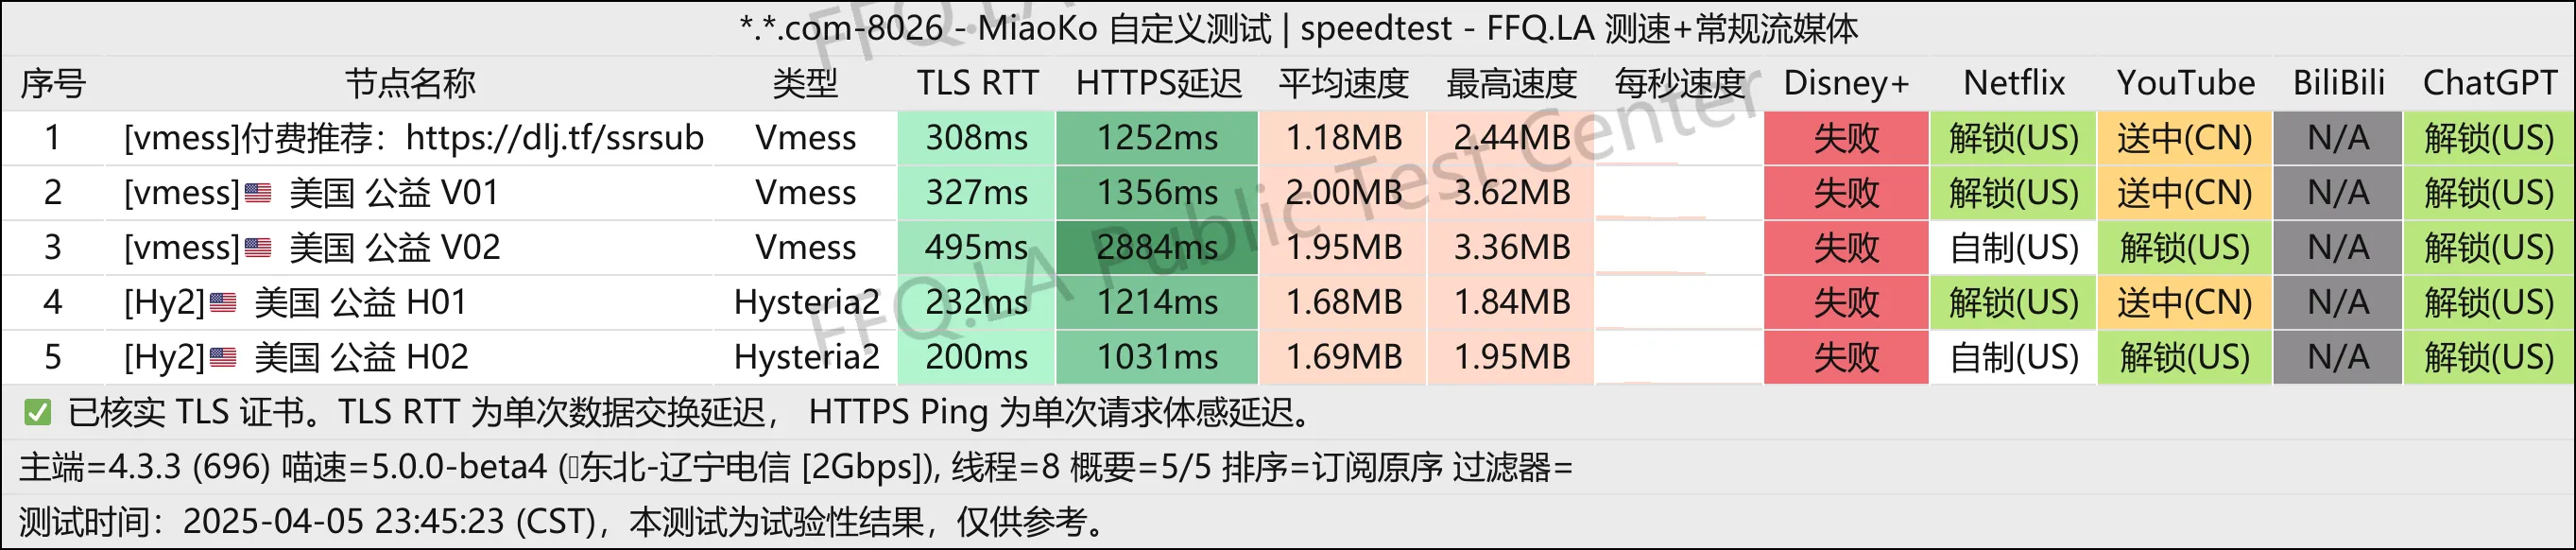 *.*.com-8026 - MiaoKo 自定义测试 | speedtest - FFQ.LA 测速+常规流媒体
序号 节点名称 类型 TLS RTT HTTPS延迟 平均速度 最高速度 每秒速度 Disney+ Netflix YouTube BiliBili ChatGPT
1 [vmess]付费推荐：https://dlj.tf/ssrsub Vmess 308ms 1252ms 1.18MB 2.44MB 失败 解锁(US) 送中(CN) N/A 解锁(US)
2 [vmess]🇺🇸 美国 公益 V01 Vmess 327ms 1356ms 2.00MB 3.62MB 失败 解锁(US) 送中(CN) N/A 解锁(US)
3 [vmess]🇺🇸 美国 公益 V02 Vmess 495ms 2884ms 1.95MB 3.36MB 失败 自制(US) 解锁(US) N/A 解锁(US)
4 [Hy2]🇺🇸 美国 公益 H01 Hysteria2 232ms 1214ms 1.68MB 1.84MB 失败 解锁(US) 送中(CN) N/A 解锁(US)
5 [Hy2]🇺🇸 美国 公益 H02 Hysteria2 200ms 1031ms 1.69MB 1.95MB 失败 自制(US) 解锁(US) N/A 解锁(US)
✅ 已核实 TLS 证书。TLS RTT 为单次数据交换延迟， HTTPS Ping 为单次请求体感延迟。
主端=4.3.3 (696) 喵速=5.0.0-beta4 (东北-辽宁电信 [2Gbps]), 线程=8 概要=5/5 排序=订阅原序 过滤器=
测试时间：2025-04-05 23:45:23 (CST)，本测试为试验性结果，仅供参考。
FFQ.LA Public Test Center
FFQ.LA